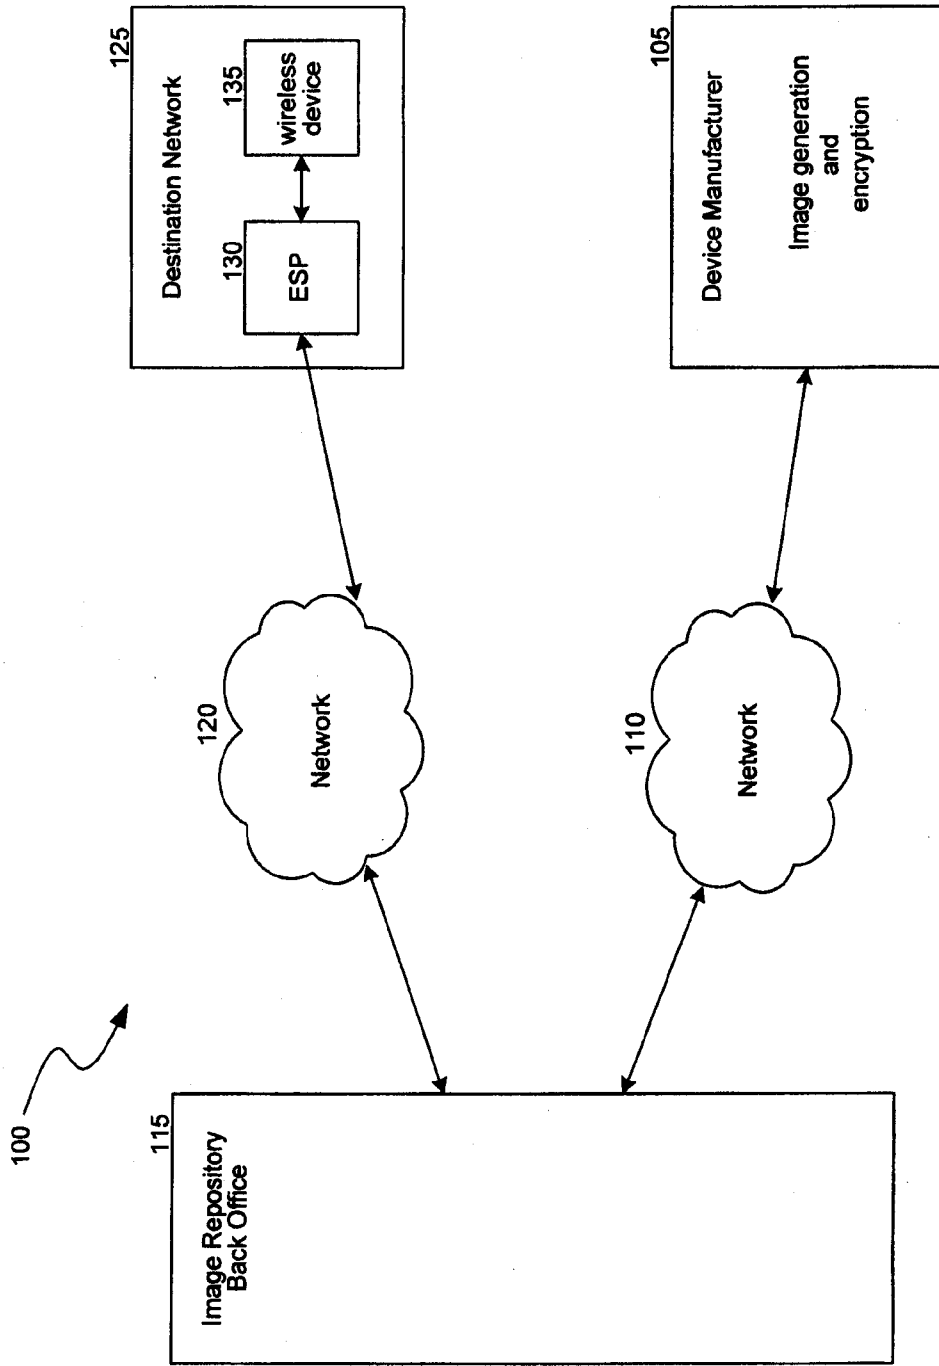 100
115
Image Repository
Back Office
120
Network
110
Network
125
Destination Network
130
ESP
135
wireless
device
105
Device Manufacturer
Image generation
and
encryption